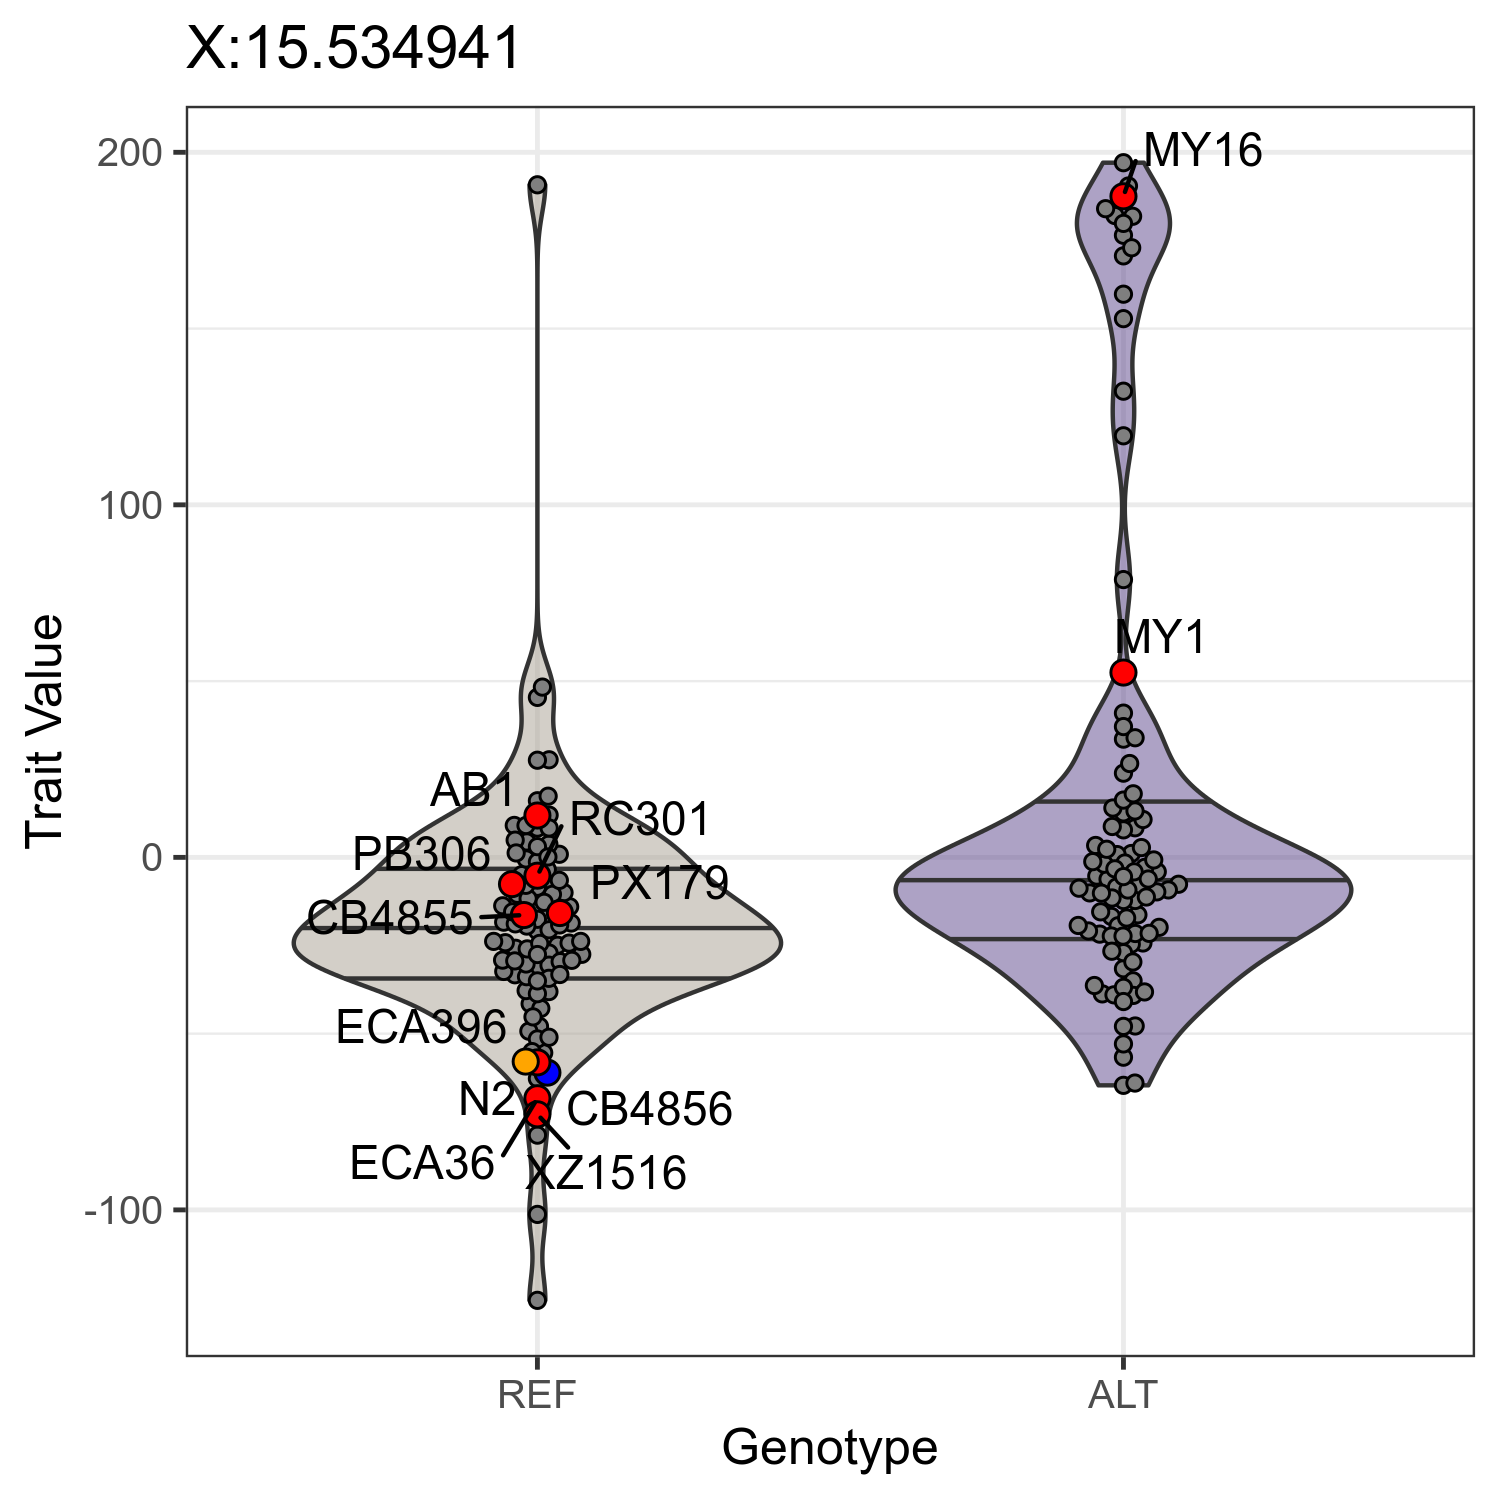 X:15.534941
200
100
0
-100
Trait Value
MY16
MY1
AB1
RC301
PB306
PX179
CB4855
ECA396
N2
CB4856
ECA36
XZ1516
REF
ALT
Genotype